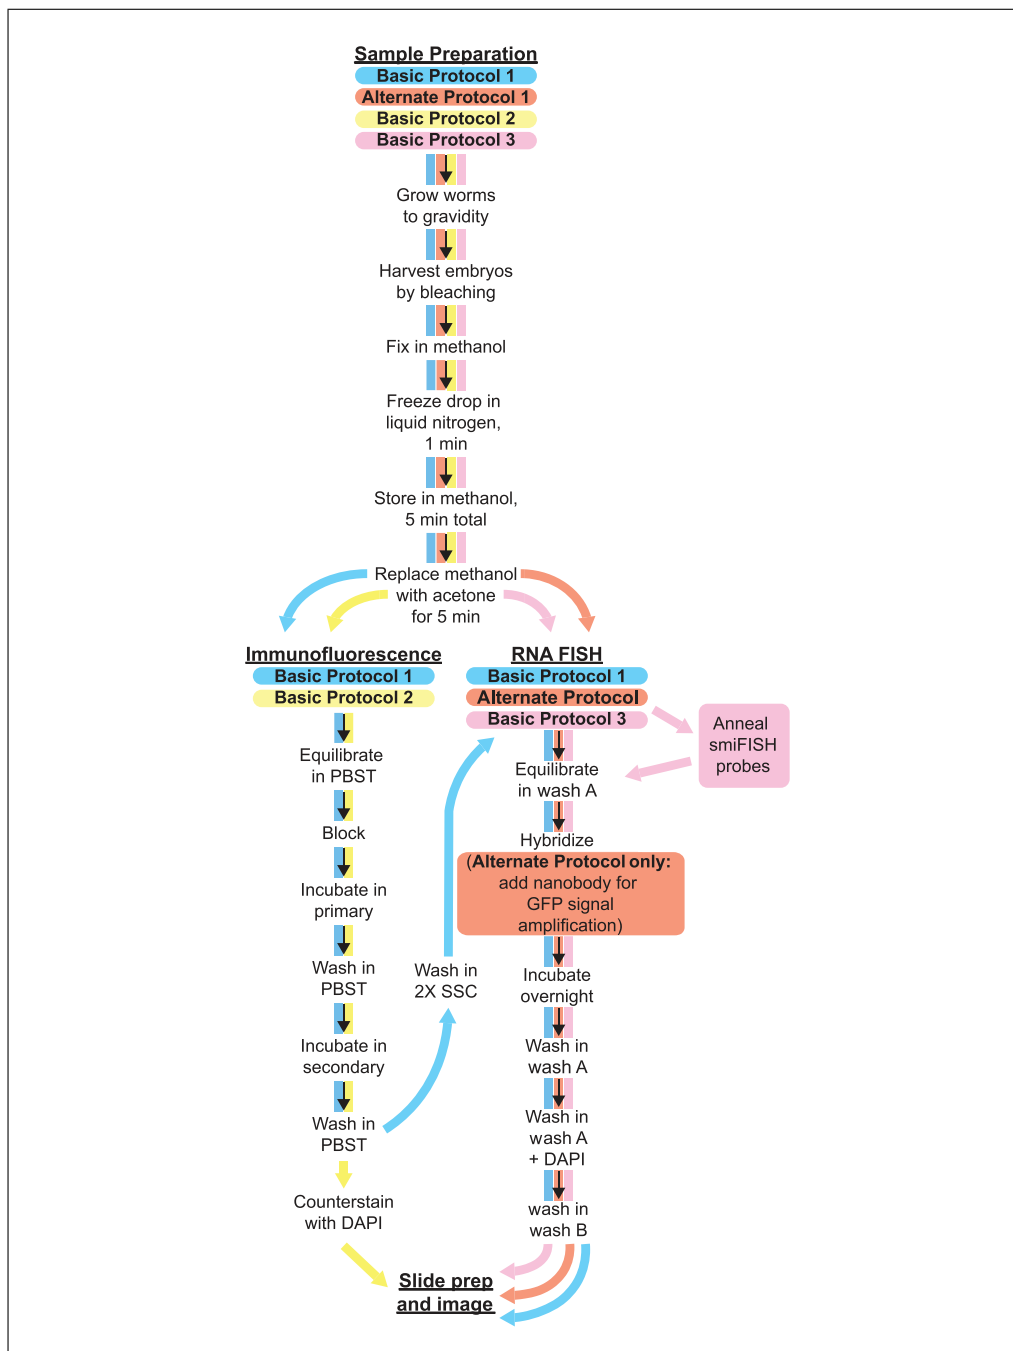 Sample Preparation
Basic Protocol 1
Alternate Protocol 1
Basic Protocol 2
Basic Protocol 3
Grow worms
to gravidity
Harvest embryos
by bleaching
Fix in methanol
Freeze drop in
liquid nitrogen,
1 min
Store in methanol,
5 min total
Replace methanol
with acetone
for 5 min
Immunofluorescence
Basic Protocol 1
Basic Protocol 2
Equilibrate
in PBST
Block
Incubate in
primary
Wash in
PBST
Incubate in
secondary
Wash in
PBST
Counterstain
with DAPI
Wash in
2X SSC
RNA FISH
Basic Protocol 1
Alternate Protocol
Basic Protocol 3
Anneal
smiFISH
probes
Equilibrate
in wash A
Hybridize
(Alternate Protocol only:
add nanobody for
GFP signal
amplification)
Incubate
overnight
Wash in
wash A
Wash in
wash A
+ DAPI
wash in
wash B
Slide prep
and image